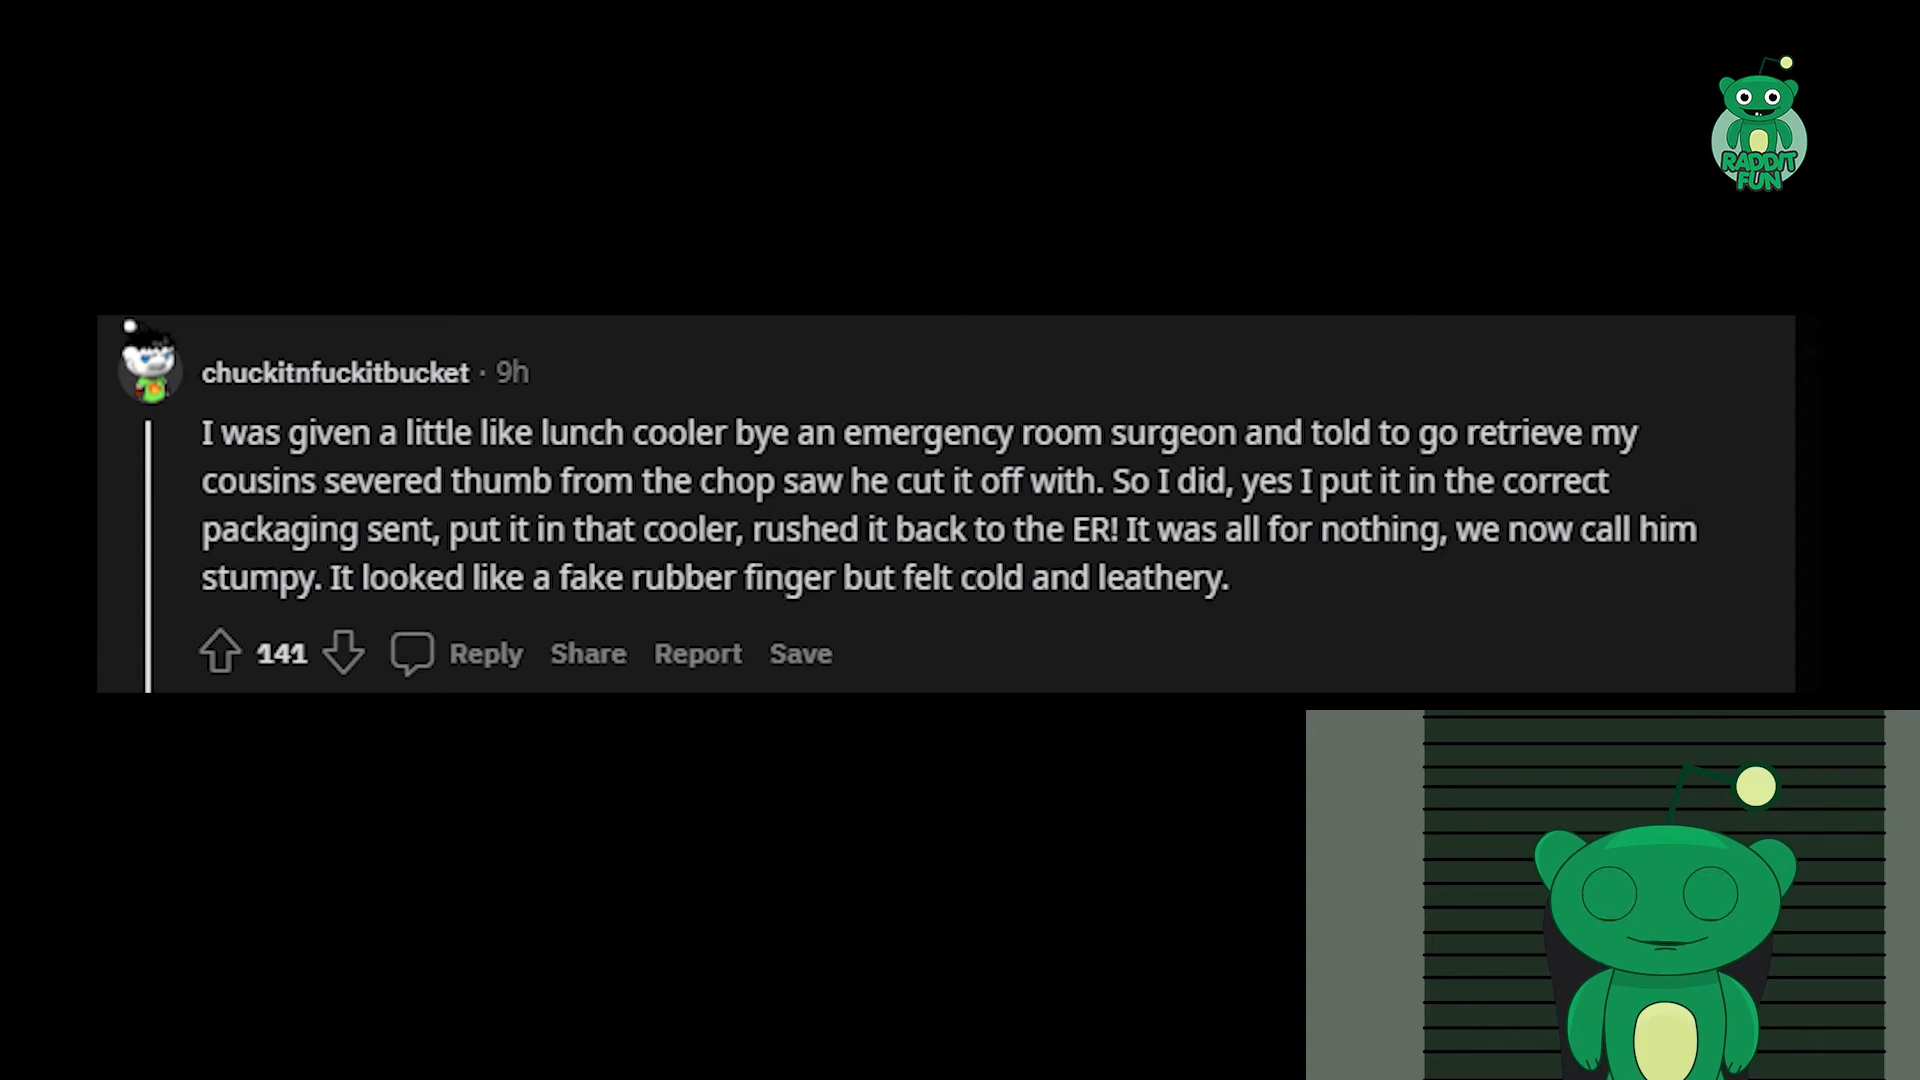 RADDIT
FUN
chuckitnfuckitbucket · 9h
I was given a little like lunch cooler bye an emergency room surgeon and told to go retrieve my
cousins severed thumb from the chop saw he cut it off with. So I did, yes I put it in the correct
packaging sent, put it in that cooler, rushed it back to the ER! It was all for nothing, we now call him
stumpy. It looked like a fake rubber finger but felt cold and leathery.
141 Reply Share Report Save